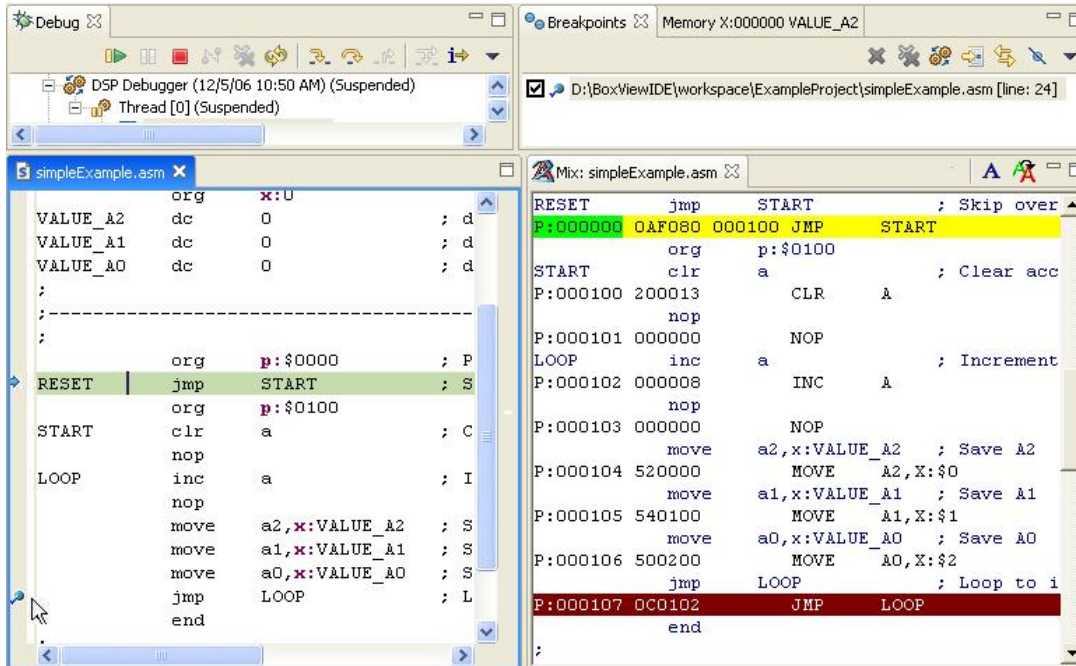 Debug
DSP Debugger (12/5/06 10:50 AM) (Suspended)
Thread [0] (Suspended)
Breakpoints Memory X:000000 VALUE_A2
D:\BoxViewIDE\workspace\ExampleProject\simpleExample.asm [line: 24]
simpleExample.asm
org x:0
VALUE_A2 dc 0 ; d
VALUE_A1 dc 0 ; d
VALUE_A0 dc 0 ; d
;
;-----------------------------------------------
;
org p:$0000 ; P
RESET jmp START ; S
org p:$0100
START clr a ; C
nop
LOOP inc a ; I
nop
move a2,x:VALUE_A2 ; S
move a1,x:VALUE_A1 ; S
move a0,x:VALUE_A0 ; S
jmp LOOP ; L
end
Mix: simpleExample.asm
RESET jmp START ; Skip over
P:000000 0AF080 000100 JMP START
org p:$0100
START clr a ; Clear acc
P:000100 200013 CLR A
nop
P:000101 000000 NOP
LOOP inc a ; Increment
P:000102 000008 INC A
nop
P:000103 000000 NOP
move a2,x:VALUE_A2 ; Save A2
P:000104 520000 MOVE A2,X:$0
move a1,x:VALUE_A1 ; Save A1
P:000105 540100 MOVE A1,X:$1
move a0,x:VALUE_A0 ; Save A0
P:000106 500200 MOVE A0,X:$2
jmp LOOP ; Loop to i
P:000107 0C0102 JMP LOOP
end
;